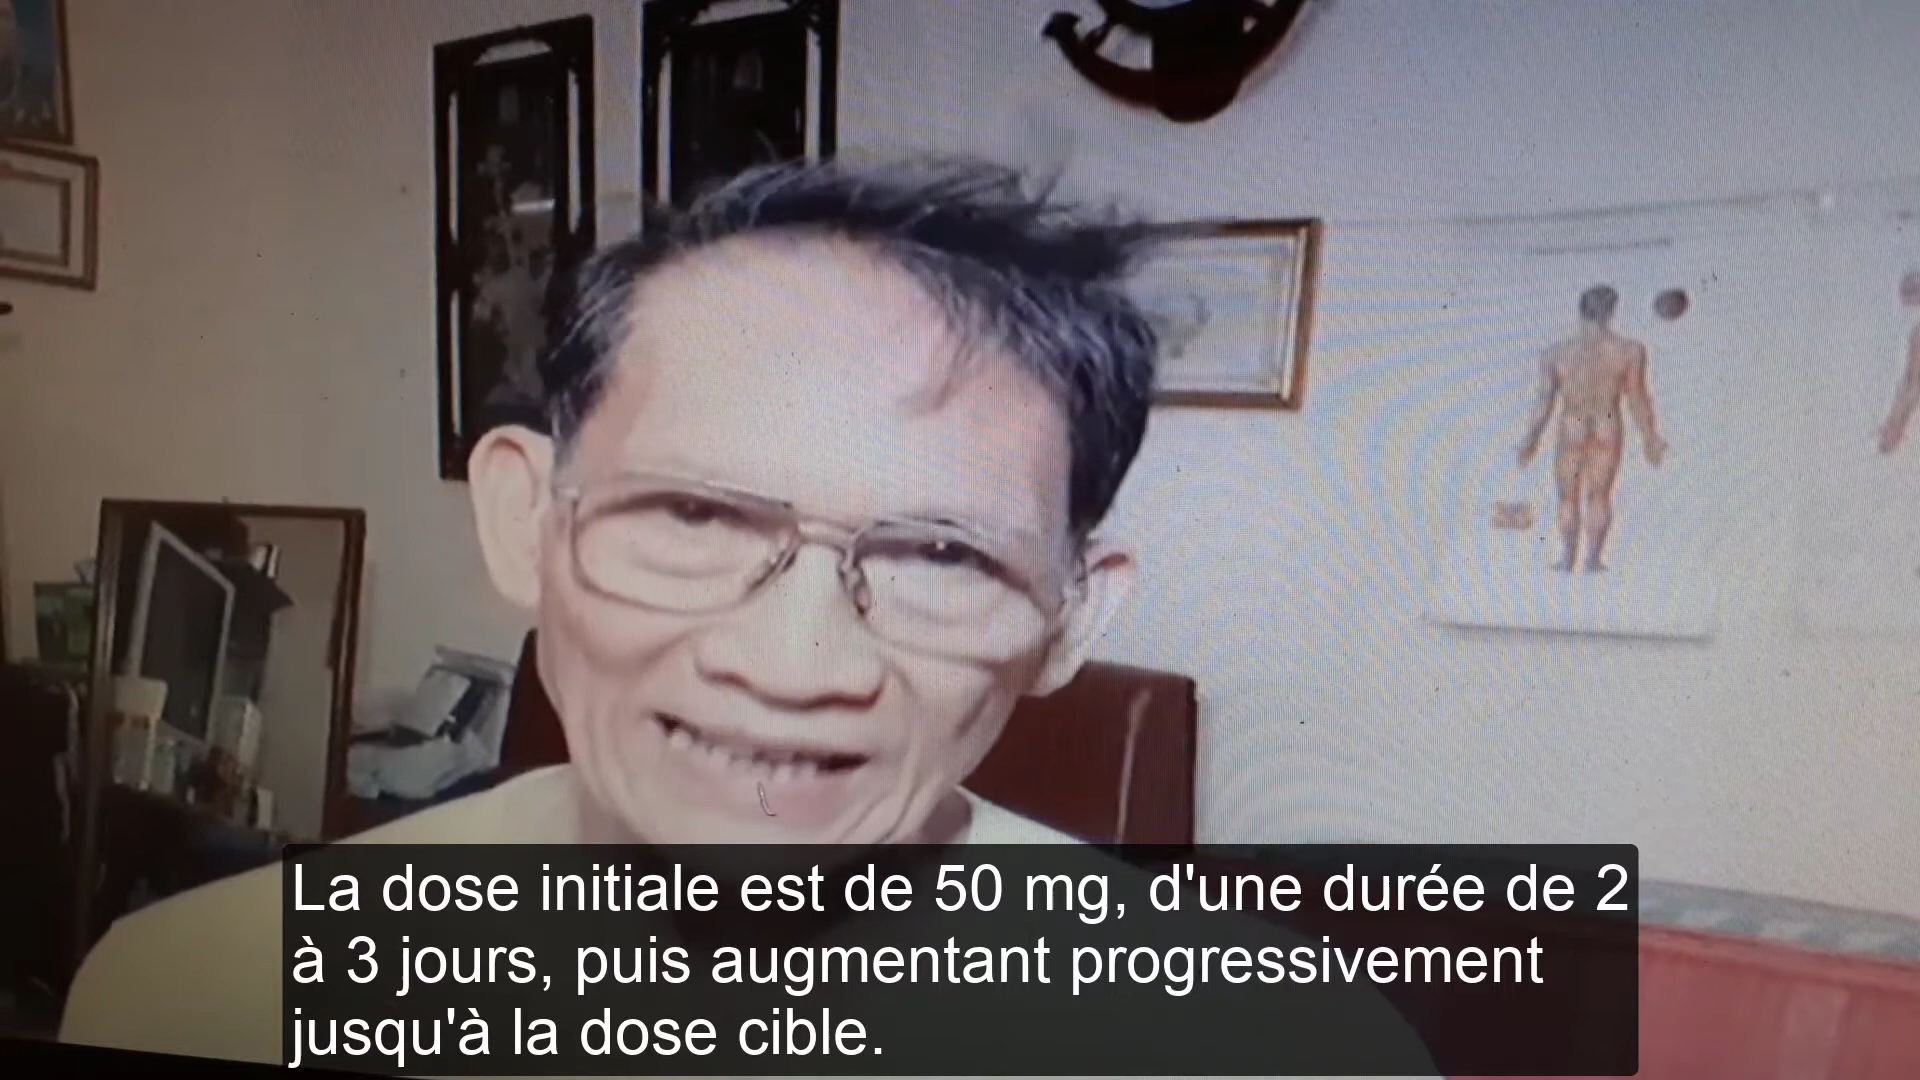 La dose initiale est de 50 mg, d'une durée de 2
à 3 jours, puis augmentant progressivement
jusqu'à la dose cible.